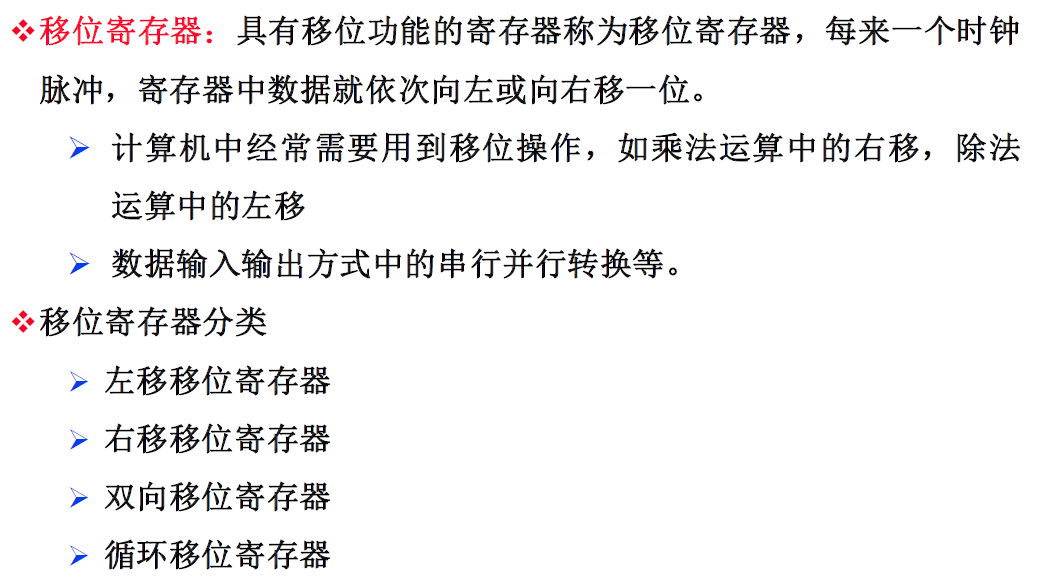 移位寄存器：具有移位功能的寄存器称为移位寄存器，每来一个时钟
脉冲，寄存器中数据就依次向左或向右移一位。
计算机中经常需要用到移位操作，如乘法运算中的右移，除法
运算中的左移
数据输入输出方式中的串行并行转换等。
移位寄存器分类
左移移位寄存器
右移移位寄存器
双向移位寄存器
循环移位寄存器